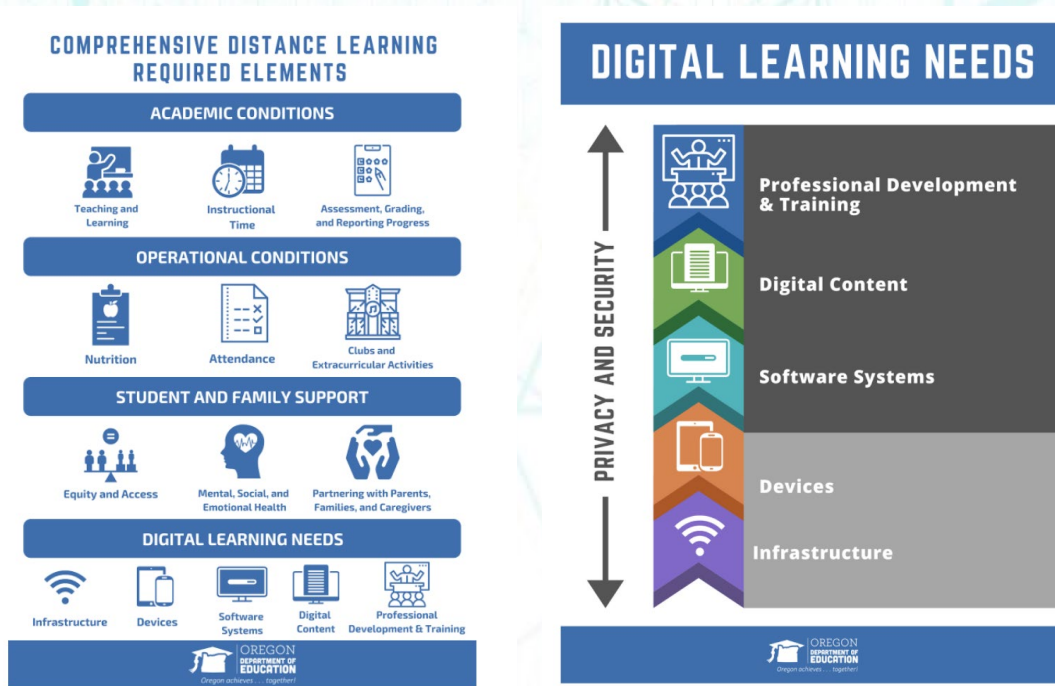 COMPREHENSIVE DISTANCE LEARNING
REQUIRED ELEMENTS
ACADEMIC CONDITIONS
Teaching and
Learning
Instructional
Time
Assessment, Grading,
and Reporting Progress
OPERATIONAL CONDITIONS
Nutrition
Attendance
Clubs and
Extracurricular Activities
STUDENT AND FAMILY SUPPORT
Equity and Access
Mental, Social, and
Emotional Health
Partnering with Parents,
Families, and Caregivers
DIGITAL LEARNING NEEDS
Infrastructure
Devices
Software
Systems
Digital
Content
Professional
Development & Training
OREGON
DEPARTMENT OF
EDUCATION
Oregon achieves . . . together!
DIGITAL LEARNING NEEDS
PRIVACY AND SECURITY
Professional Development
& Training
Digital Content
Software Systems
Devices
Infrastructure
OREGON
DEPARTMENT OF
EDUCATION
Oregon achieves . . . together!